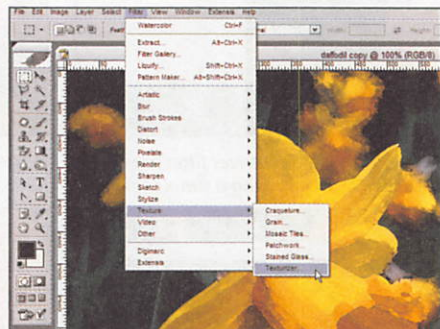 File Edit Image Layer Select Filter View Window Extensis Help
daffodil copy @ 100% (RGB/8)
Watercolor Ctrl+F
Extract... Alt+Ctrl+X
Filter Gallery...
Liquify... Shift+Ctrl+X
Pattern Maker... Alt+Shift+Ctrl+X
Artistic
Blur
Brush Strokes
Distort
Noise
Pixelate
Render
Sharpen
Sketch
Stylize
Texture
Video
Other
Digimarc
Extensis
Craquelure...
Grain...
Mosaic Tiles...
Patchwork...
Stained Glass...
Texturizer...